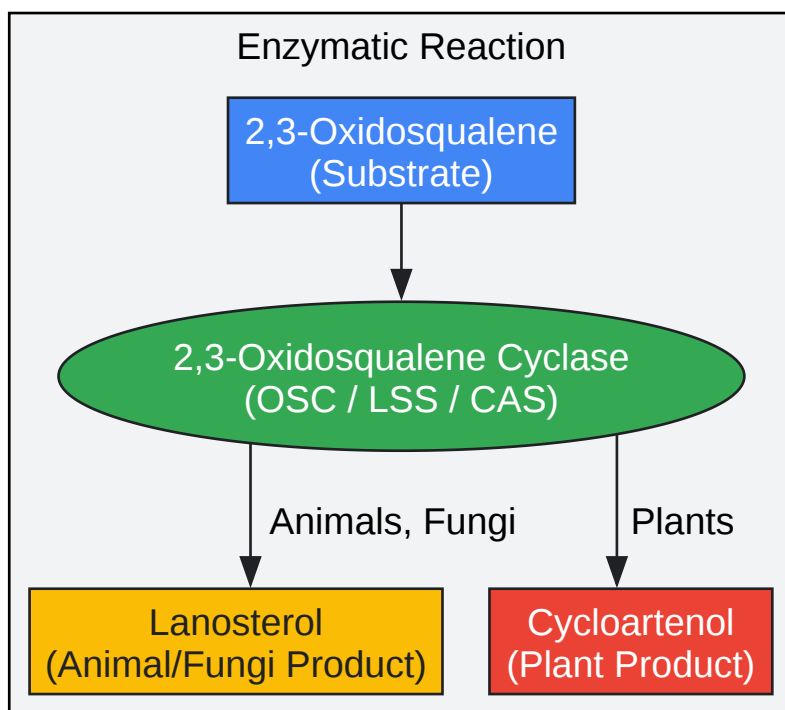 Enzymatic Reaction
2,3-Oxidosqualene
(Substrate)
2,3-Oxidosqualene Cyclase
(OSC / LSS / CAS)
Animals, Fungi
Plants
Lanosterol
(Animal/Fungi Product)
Cycloartenol
(Plant Product)